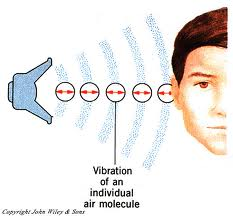 Vibration
of an
individual
air molecule
Copyright John Wiley & Sons